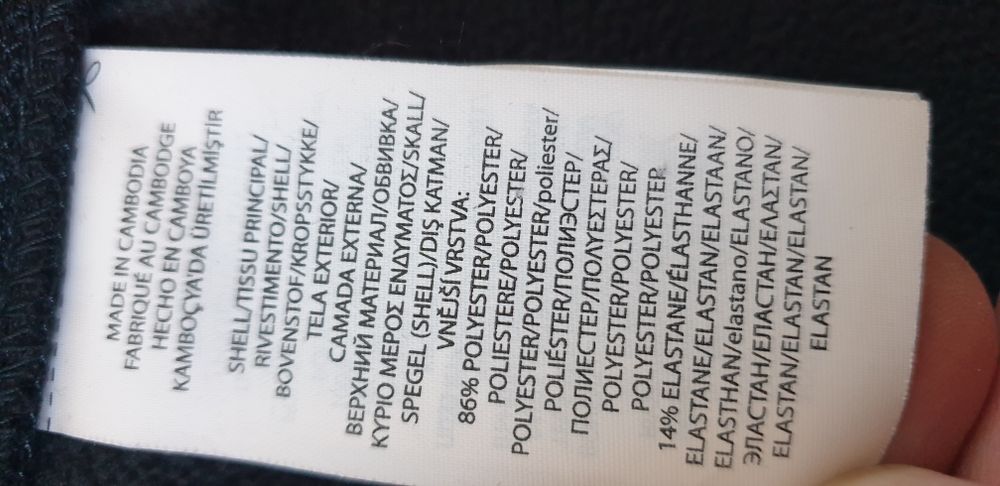 MADE IN CAMBODIA
FABRIQUÉ AU CAMBODGE
HECHO EN CAMBOYA
KAMBOÇYA'DA ÜRETİLMİŞTİR
SHELL/TISSU PRINCIPAL/
RIVESTIMENTO/SHELL/
BOVENSTOF/KROPSSTYKKE/
TELA EXTERIOR/
CAMADA EXTERNA/
ВЕРХНИЙ МАТЕРИАЛ/ОБВИВКА/
ΚΥΡΙΟ ΜΕΡΟΣ ΕΝΔΥΜΑΤΟΣ/SKALL/
SPEGEL (SHELL)/DIŞ KATMAN/
VNĚJŠÍ VRSTVA:
86% POLYESTER/POLYESTER/
POLIESTERE/POLYESTER/
POLYESTER/POLYESTER/poliester/
POLIÉSTER/ПОЛИЭСТЕР/
ПОЛИЕСТЕР/ΠΟΛΥΕΣΤΕΡΑΣ/
POLYESTER/POLYESTER/
POLYESTER/POLYESTER
14% ELASTANE/ÉLASTHANNE/
ELASTANE/ELASTAN/ELASTAAN/
ELASTHAN/elastano/ELASTANO/
ЭЛАСТАН/ЕЛАСТАН/ΕΛΑΣΤΑΝ/
ELASTAN/ELASTAN/ELASTAN/
ELASTAN